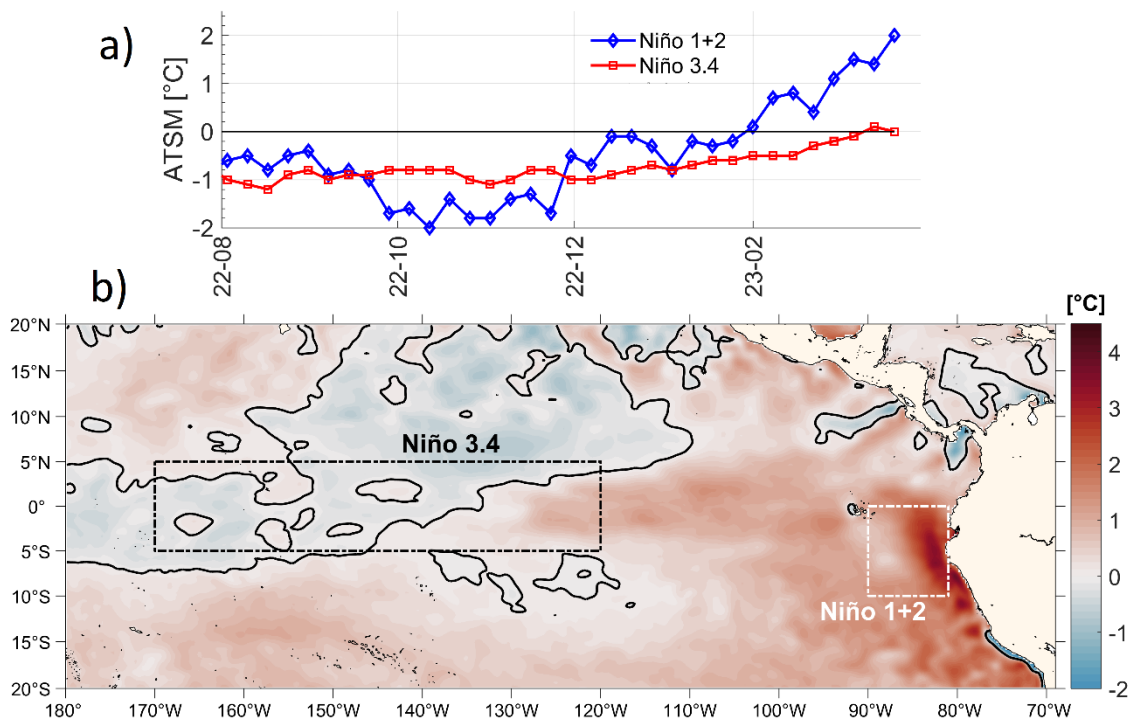 a)
ATSM [°C]
2
1
0
-1
-2
Niño 1+2
Niño 3.4
22-08
22-10
22-12
23-02
b)
[°C]
20°N
15°N
10°N
5°N
0°
5°S
10°S
15°S
20°S
Niño 3.4
Niño 1+2
4
3
2
1
0
-1
-2
180°
170°W
160°W
150°W
140°W
130°W
120°W
110°W
100°W
90°W
80°W
70°W